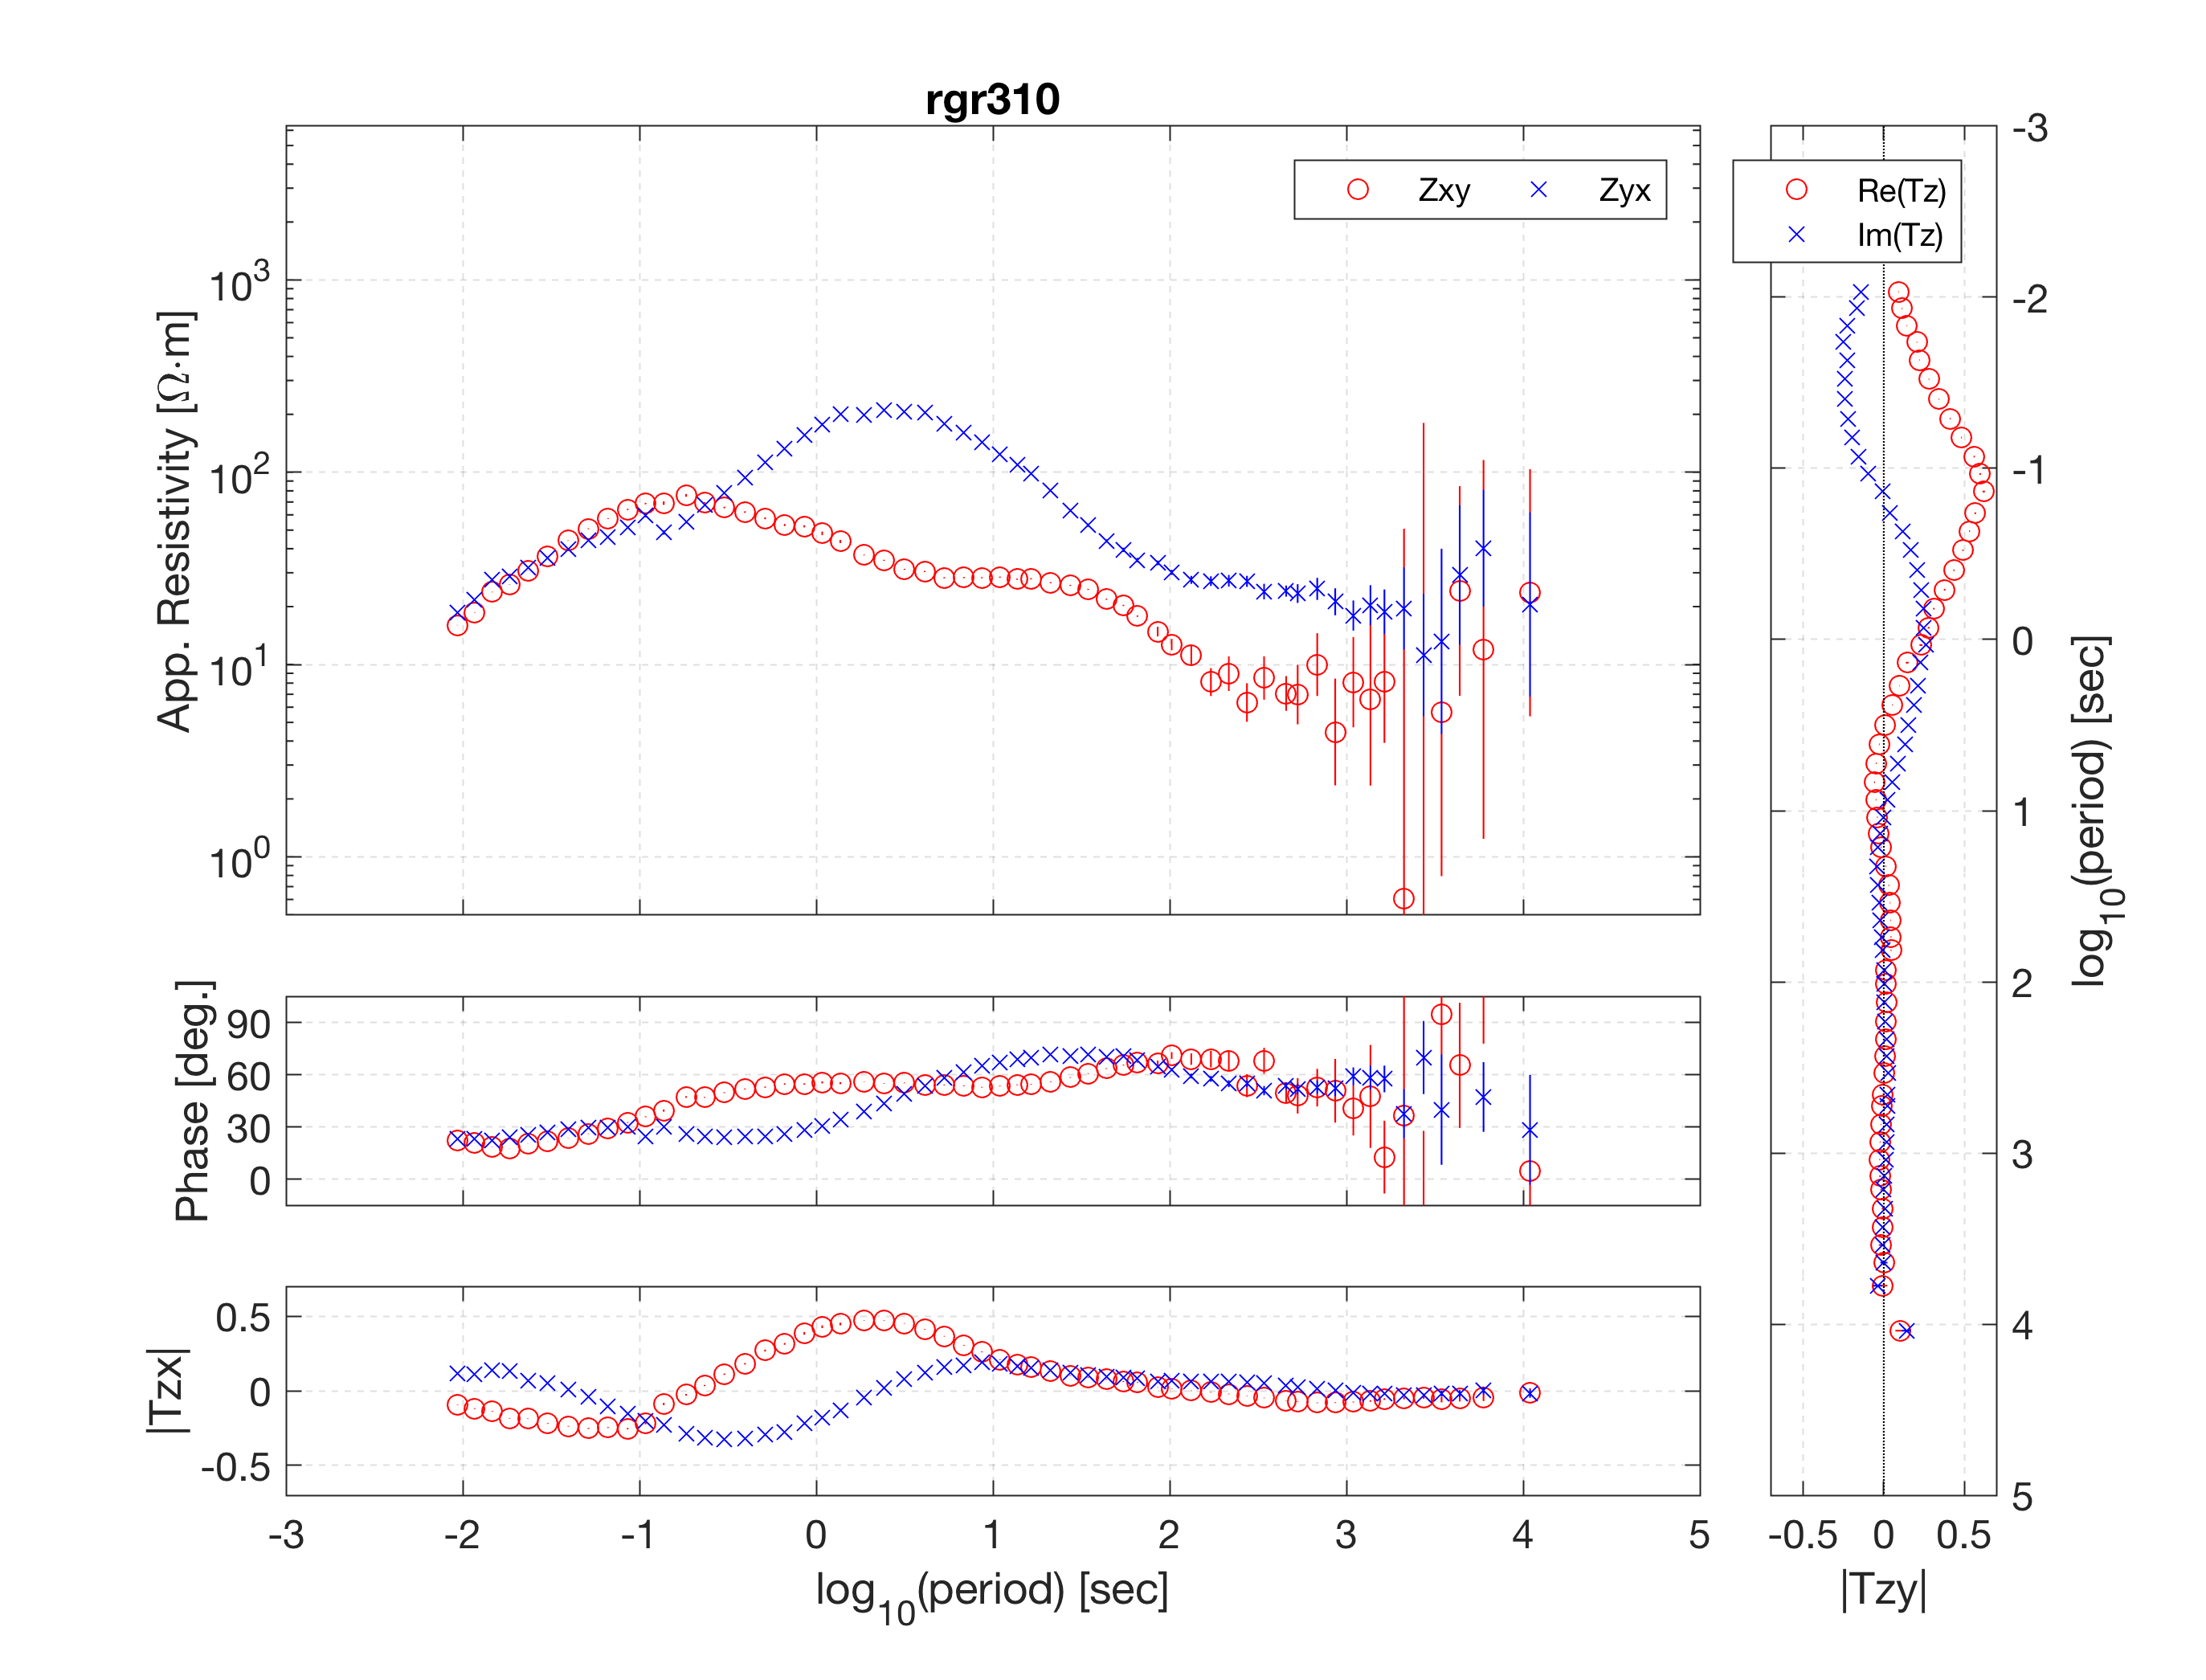 rgr310
Zxy Zyx
Re(Tz)
Im(Tz)
App. Resistivity [Ω·m]
10^3
10^2
10^1
10^0
Phase [deg.]
90
60
30
0
|Tzx|
0.5
0
-0.5
-3 -2 -1 0 1 2 3 4 5
log10(period) [sec]
-3
-2
-1
0
1
2
3
4
5
log10(period) [sec]
-0.5 0 0.5
|Tzy|